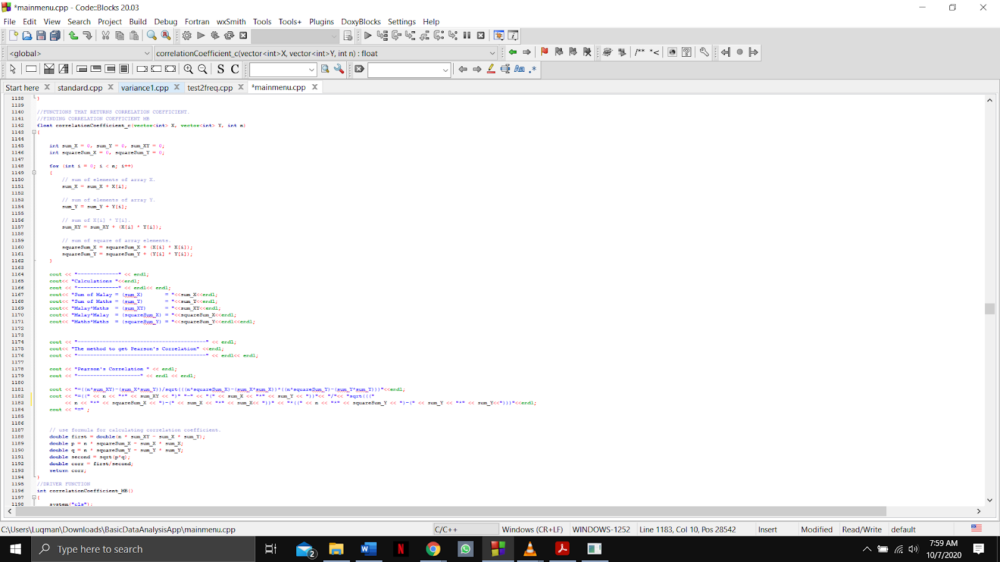 *mainmenu.cpp - Code::Blocks 20.03
File Edit View Search Project Build Debug Fortran wxSmith Tools Tools+ Plugins DoxyBlocks Settings Help
<global> correlationCoefficient_c(vector<int>X, vector<int>Y, int n) : float
/** *<
S C Aa .*
Start here standard.cpp variance1.cpp test2freq.cpp *mainmenu.cpp
1138 }
1139
1140 //FUNCTIONS THAT RETURNS CORRELATION COEFFICIENT.
1141 //FINDING CORRELATION COEFFICIENT MB
1142 float correlationCoefficient_c(vector<int> X, vector<int> Y, int n)
1143 {
1144
1145 int sum_X = 0, sum_Y = 0, sum_XY = 0;
1146 int squareSum_X = 0, squareSum_Y = 0;
1147
1148 for (int i = 0; i < n; i++)
1149 {
1150 // sum of elements of array X.
1151 sum_X = sum_X + X[i];
1152
1153 // sum of elements of array Y.
1154 sum_Y = sum_Y + Y[i];
1155
1156 // sum of X[i] * Y[i].
1157 sum_XY = sum_XY + (X[i] * Y[i]);
1158
1159 // sum of square of array elements.
1160 squareSum_X = squareSum_X + (X[i] * X[i]);
1161 squareSum_Y = squareSum_Y + (Y[i] * Y[i]);
1162 }
1163
1164 cout << "-------------" << endl;
1165 cout<< "Calculations "<<endl;
1166 cout << "-------------" << endl<< endl;
1167 cout<< "Sum of Malay = (sum_X) = "<<sum_X<<endl;
1168 cout<< "Sum of Maths = (sum_Y) = "<<sum_Y<<endl;
1169 cout<< "Malay*Maths = (sum_XY) = "<<sum_XY<<endl;
1170 cout<< "Malay*Malay = (squareSum_X) = "<<squareSum_X<<endl;
1171 cout<< "Maths*Maths = (squareSum_Y) = "<<squareSum_Y<<endl<<endl;
1172
1173
1174 cout << "-----------------------------------------" << endl;
1175 cout<< "The method to get Pearson's Correlation" <<endl;
1176 cout << "-----------------------------------------" << endl<< endl;
1177
1178 cout << "Pearson's Correlation " << endl;
1179 cout << "--------------------" << endl << endl;
1180
1181 cout << "=((n*sum_XY)-(sum_X*sum_Y))/sqrt(((n*squareSum_X)-(sum_X*sum_X))*((n*squareSum_Y)-(sum_Y*sum_Y)))"<<endl;
1182 cout << "=((" << n << "*" << sum_XY << ")" "-" << "(" << sum_X << "*" << sum_Y << "))"<< "/"<< "sqrt((("
1183 << n << "*" << squareSum_X << ")-(" << sum_X << "*" << sum_X<< "))" << "*((" << n << "*" << squareSum_Y << ")-(" << sum_Y << "*" << sum_Y<<")))"<<endl;
1184 cout << "=" ;
1185
1186
1187 // use formula for calculating correlation coefficient.
1188 double first = double(n * sum_XY - sum_X * sum_Y);
1189 double p = n * squareSum_X - sum_X * sum_X;
1190 double q = n * squareSum_Y - sum_Y * sum_Y;
1191 double second = sqrt(p*q);
1192 double corr = first/second;
1193 return corr;
1194 }
1195 //DRIVER FUNCTION
1196 int correlationCoefficient_MB()
1197 {
1198 system("cls");
C:\Users\Luqman\Downloads\BasicDataAnalysisApp\mainmenu.cpp C/C++ Windows (CR+LF) WINDOWS-1252 Line 1183, Col 10, Pos 28542 Insert Modified Read/Write default
Type here to search 2 7:59 AM
10/7/2020